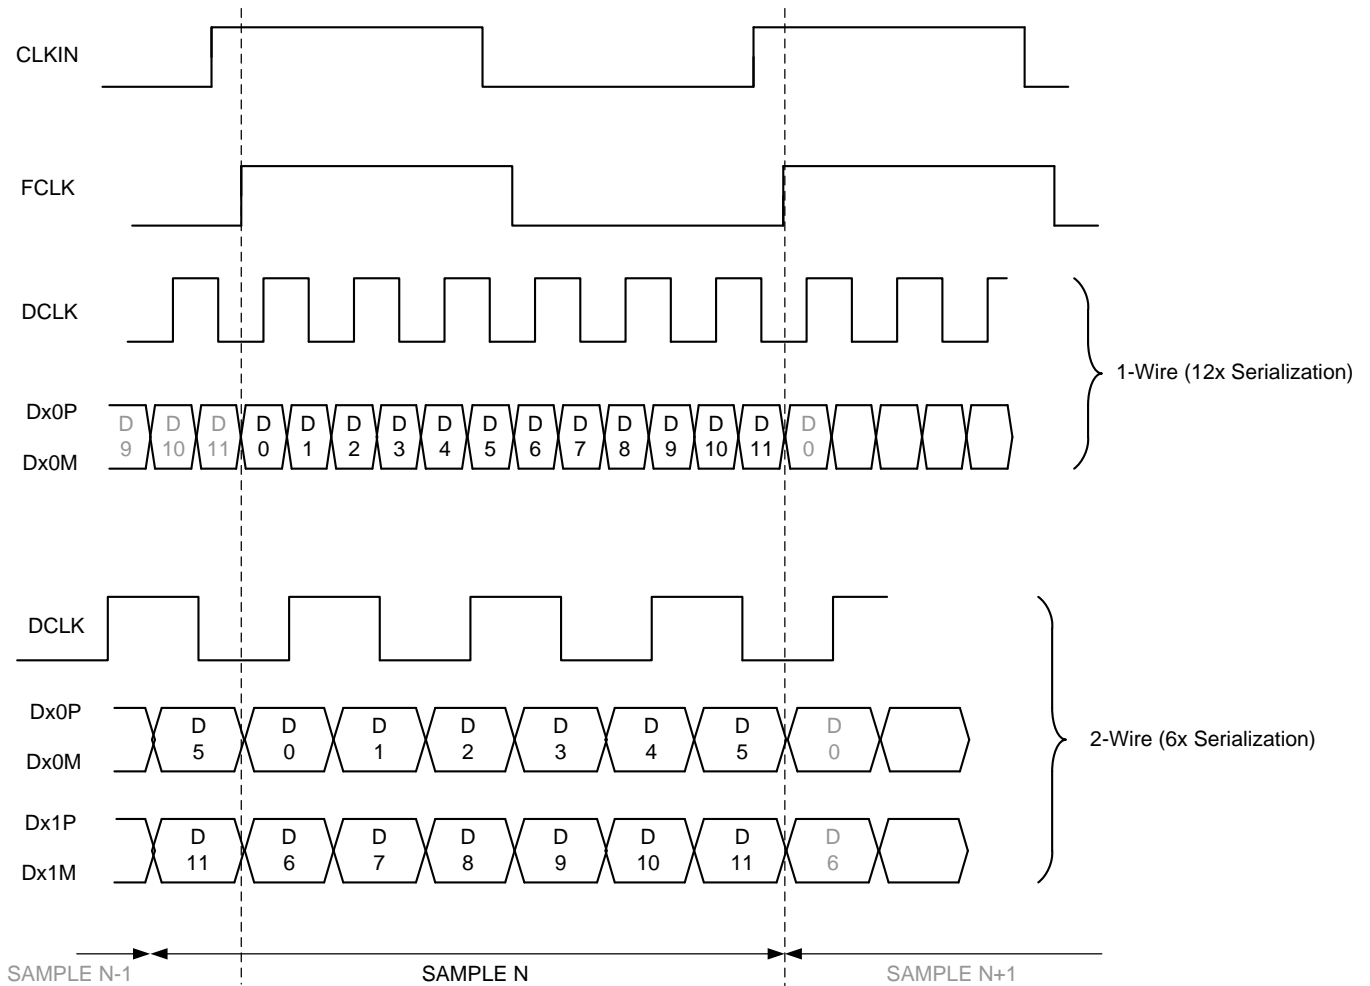 CLKIN
FCLK
DCLK
1-Wire (12x Serialization)
Dx0P
Dx0M
D D D D D D D D D D D D D D D D
9 10 11 0 1 2 3 4 5 6 7 8 9 10 11 0
DCLK
2-Wire (6x Serialization)
Dx0P
Dx0M
D D D D D D D D
5 0 1 2 3 4 5 0
Dx1P
Dx1M
D D D D D D D D
11 6 7 8 9 10 11 6
SAMPLE N-1 SAMPLE N SAMPLE N+1